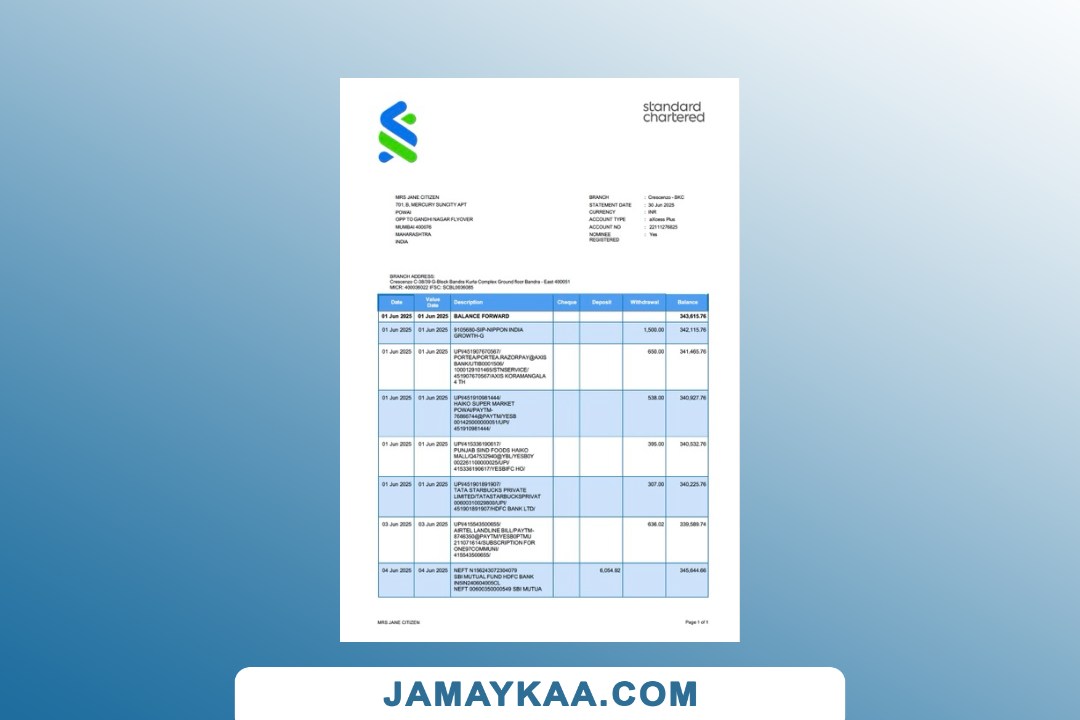 standard
chartered
MRS JANE CITIZEN
791, B, MERCURY SUNCITY APT
POWAI
OPP TO GANDHI NAGAR FLYOVER
MUMBAI 400076
MAHARASHTRA
INDIA
BRANCH : Crescenzo - BKC
STATEMENT DATE : 30 Jun 2025
CURRENCY : INR
ACCOUNT TYPE : aXcess Plus
ACCOUNT NO : 22111276825
NOMINEE : Yes
REGISTERED
BRANCH ADDRESS:
Crescenzo C-38/39 G-Block Bandra Kurla Complex Ground floor Bandra - East 400051
MICR: 400036022 IFSC: SCBL0036085
Date Value Date Description Cheque Deposit Withdrawal Balance
01 Jun 2025 01 Jun 2025 BALANCE FORWARD 343,615.76
01 Jun 2025 01 Jun 2025 9105680-SIP-NIPPON INDIA 1,500.00 342,115.76
GROWTH-G
01 Jun 2025 01 Jun 2025 UPI/451907670567/ 650.00 341,465.76
PORTEA/PORTEA.RAZORPAY@AXIS
BANK/UTIB0001506/
1000129101493/STNSERVICE/
451907670567/AXIS KORAMANGALA
4 TH
01 Jun 2025 01 Jun 2025 UPI/451910981444/ 538.00 340,927.76
HAIKO SUPER MARKET
POWAI/PAYTM-
76866744@PAYTM/YESB
001425000000051/UPI/
451910981444/
01 Jun 2025 01 Jun 2025 UPI/415336190617/ 395.00 340,532.76
PUNJAB SIND FOODS HAIKO
MALL/Q47532940@YBL/YESB0Y
002261100000025/UPI/
415336190617/YESBIFC HO/
01 Jun 2025 01 Jun 2025 UPI/451901891907/ 307.00 340,225.76
TATA STARBUCKS PRIVATE
LIMITED/TATASTARBUCKSPRIVAT
00600310029800/UPI/
451901891907/HDFC BANK LTD/
03 Jun 2025 03 Jun 2025 UPI/415543500655/ 636.02 339,589.74
AIRTEL LANDLINE BILL/PAYTM-
8746350@PAYTM/YESB0PTMU
211071614/SUBSCRIPTION FOR
ONE97COMMUNI/
415543500655/
04 Jun 2025 04 Jun 2025 NEFT N156243072304079 6,054.92 345,644.66
SBI MUTUAL FUND HDFC BANK
IN5IN240604005CL
NEFT 00600350000549 SBI MUTUA
MRS JANE CITIZEN
Page 1 of 1
JAMAYKAA.COM